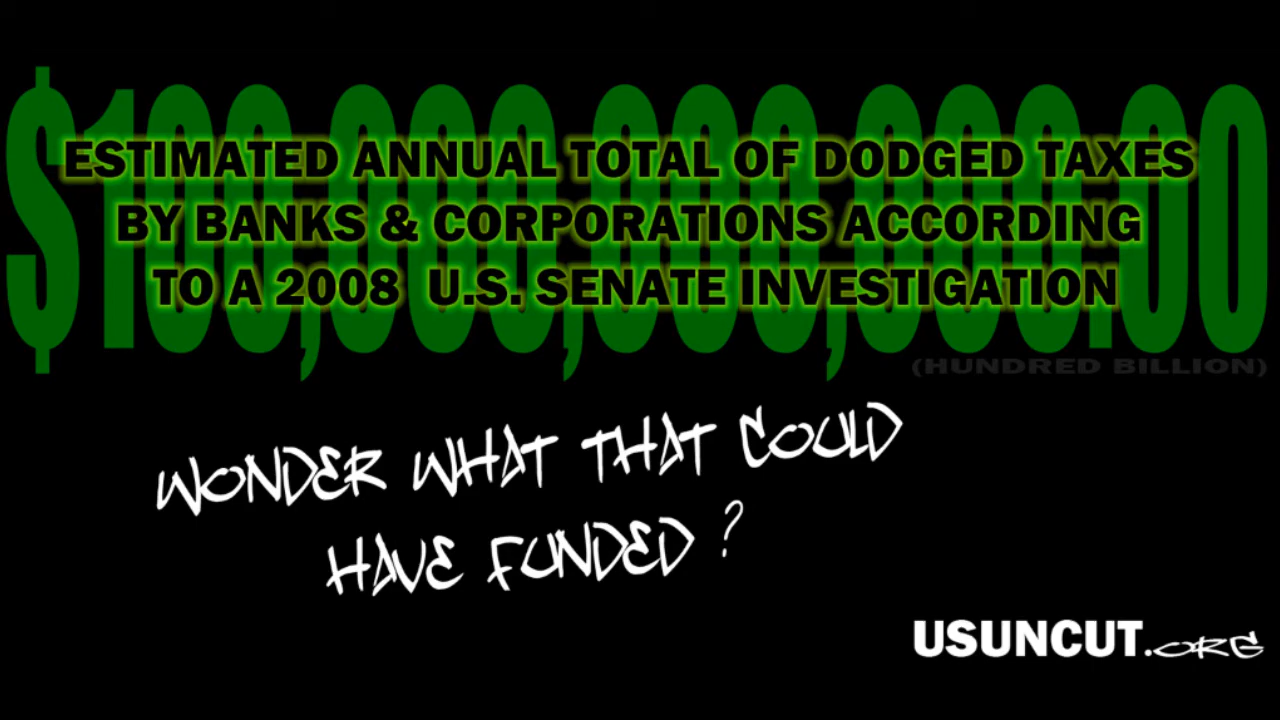 $100,000,000,000.00
ESTIMATED ANNUAL TOTAL OF DODGED TAXES
BY BANKS & CORPORATIONS ACCORDING
TO A 2008 U.S. SENATE INVESTIGATION
(HUNDRED BILLION)
WONDER WHAT THAT COULD
HAVE FUNDED?
USUNCUT.ORG